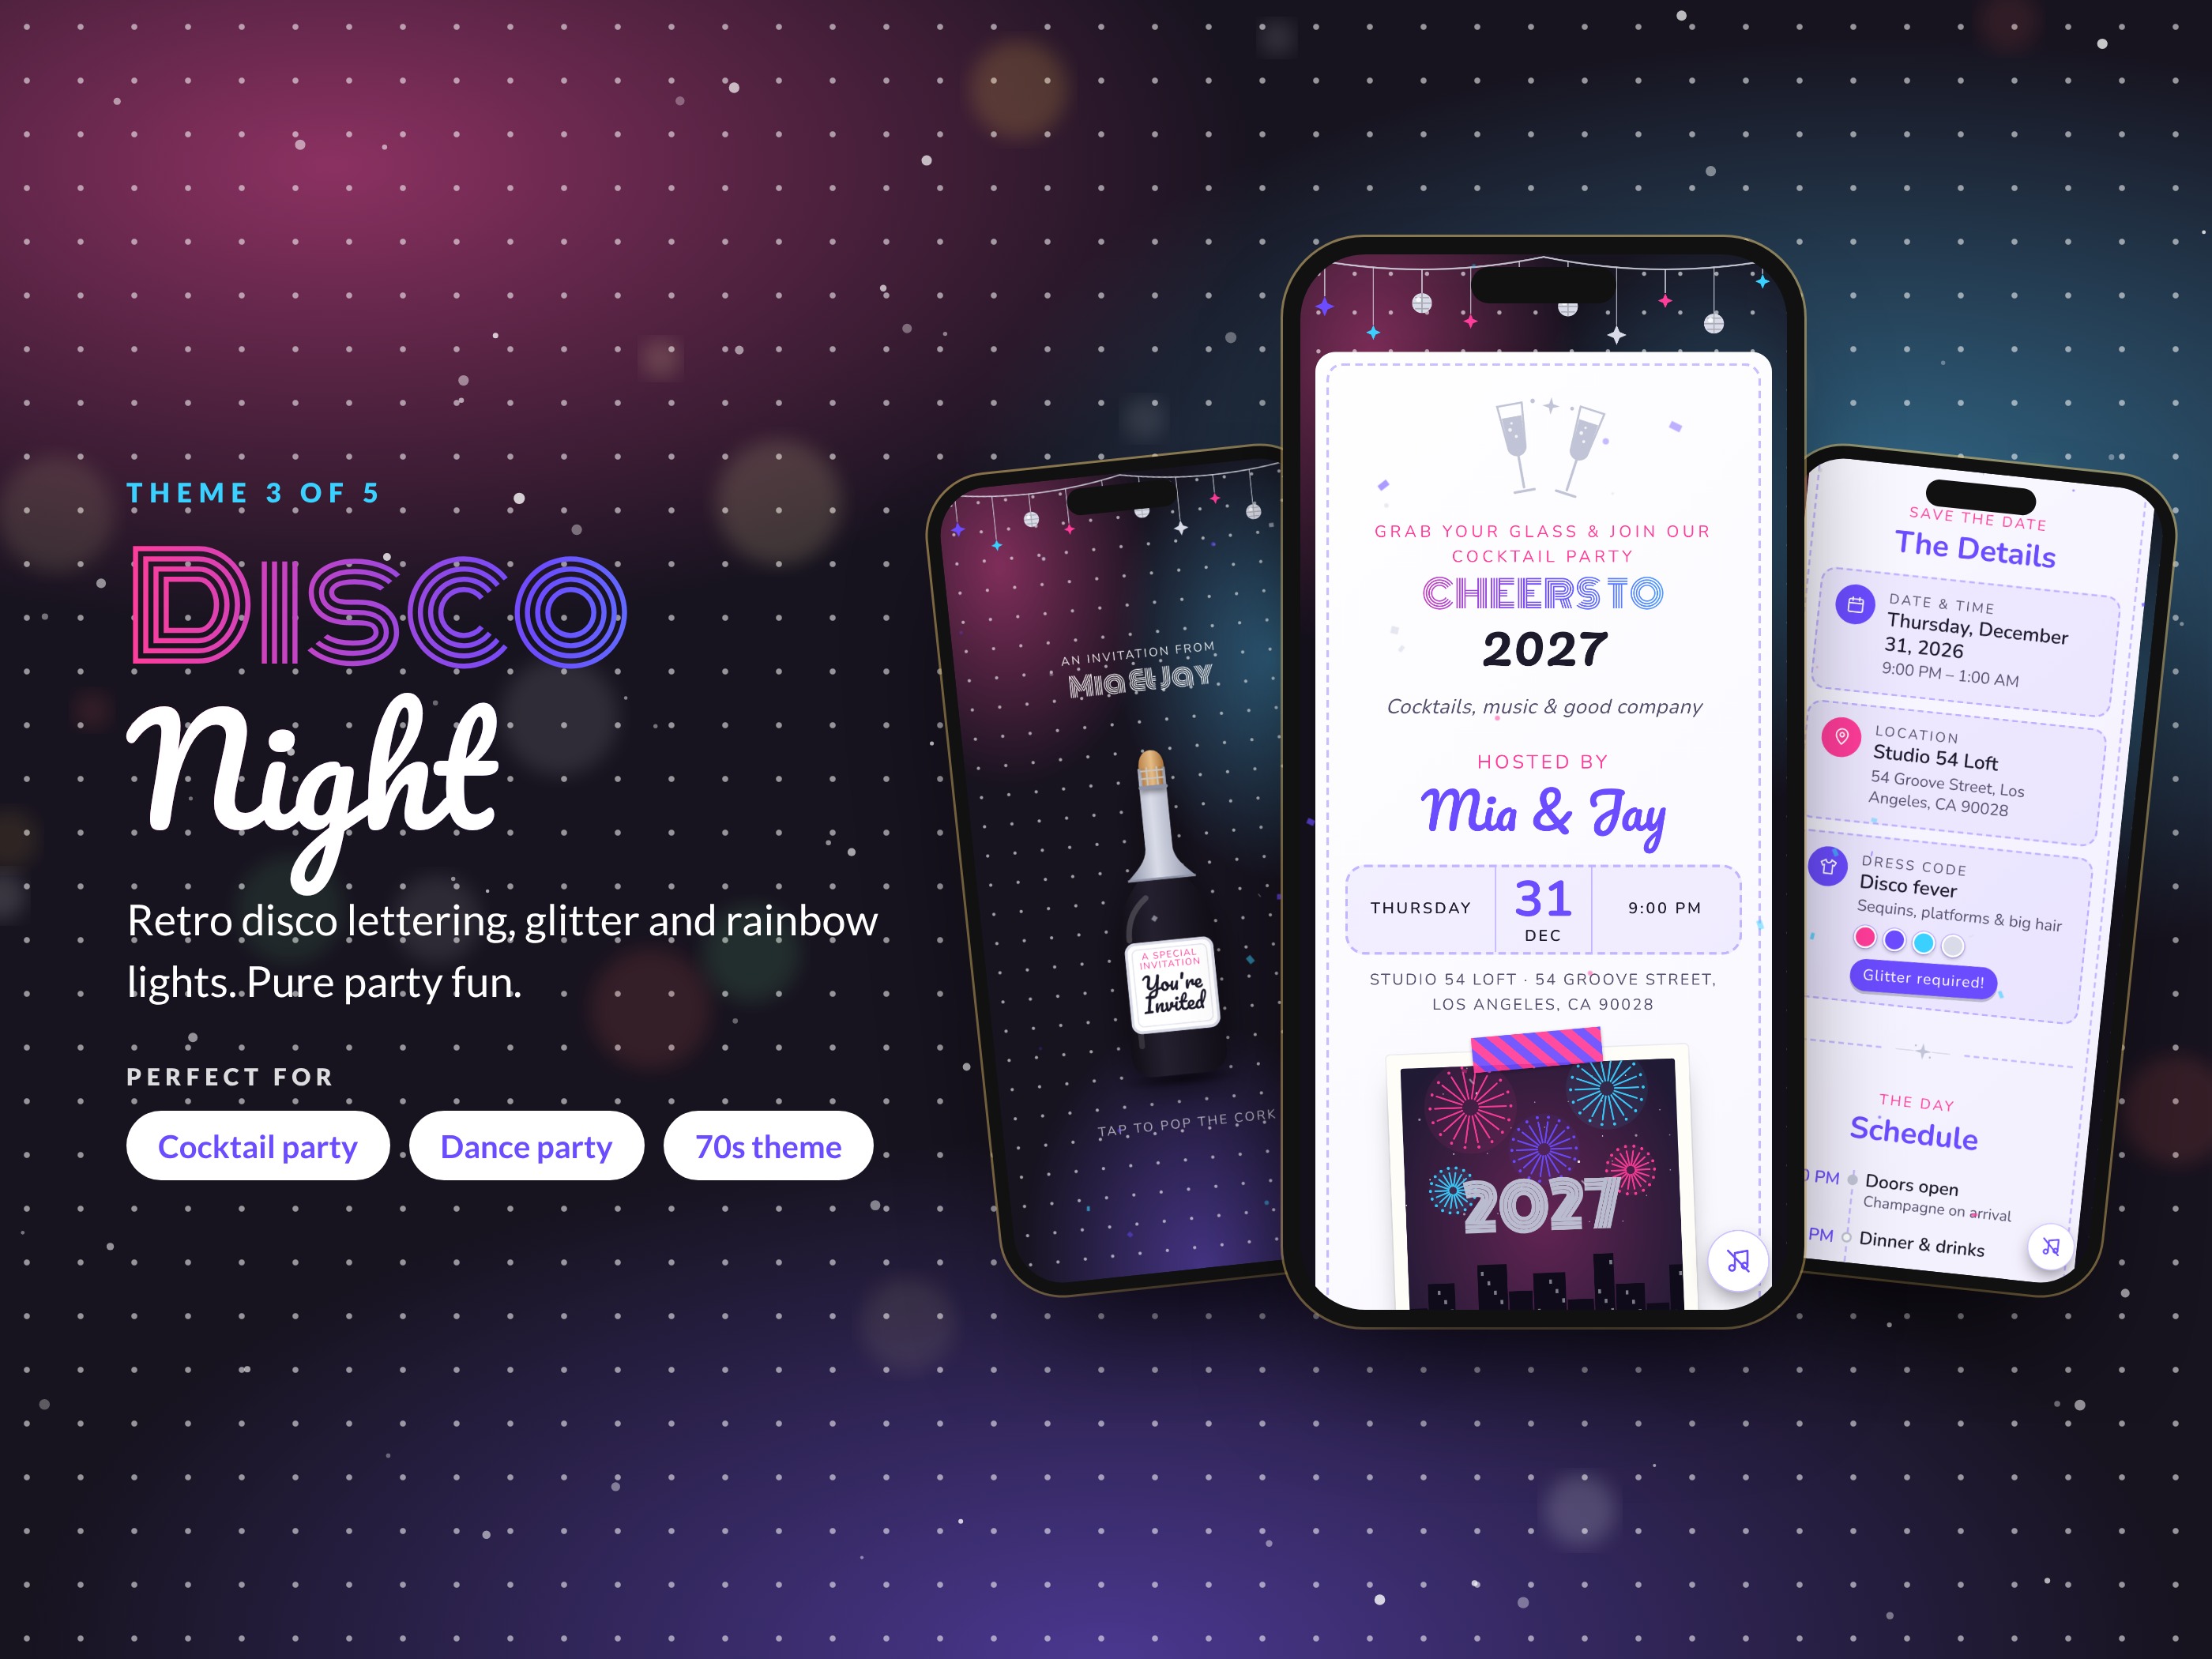 THEME 3 OF 5
DISCO
Night
Retro disco lettering, glitter and rainbow
lights. Pure party fun.
PERFECT FOR
Cocktail party
Dance party
70s theme
AN INVITATION FROM
Mia & Jay
A SPECIAL
INVITATION
You're
Invited
TAP TO POP THE CORK
GRAB YOUR GLASS & JOIN OUR
COCKTAIL PARTY
CHEERS TO
2027
Cocktails, music & good company
HOSTED BY
Mia & Jay
THURSDAY
31
DEC
9:00 PM
STUDIO 54 LOFT · 54 GROOVE STREET,
LOS ANGELES, CA 90028
2027
SAVE THE DATE
The Details
DATE & TIME
Thursday, December
31, 2026
9:00 PM – 1:00 AM
LOCATION
Studio 54 Loft
54 Groove Street, Los
Angeles, CA 90028
DRESS CODE
Disco fever
Sequins, platforms & big hair
Glitter required!
THE DAY
Schedule
PM
Doors open
Champagne on arrival
PM
Dinner & drinks